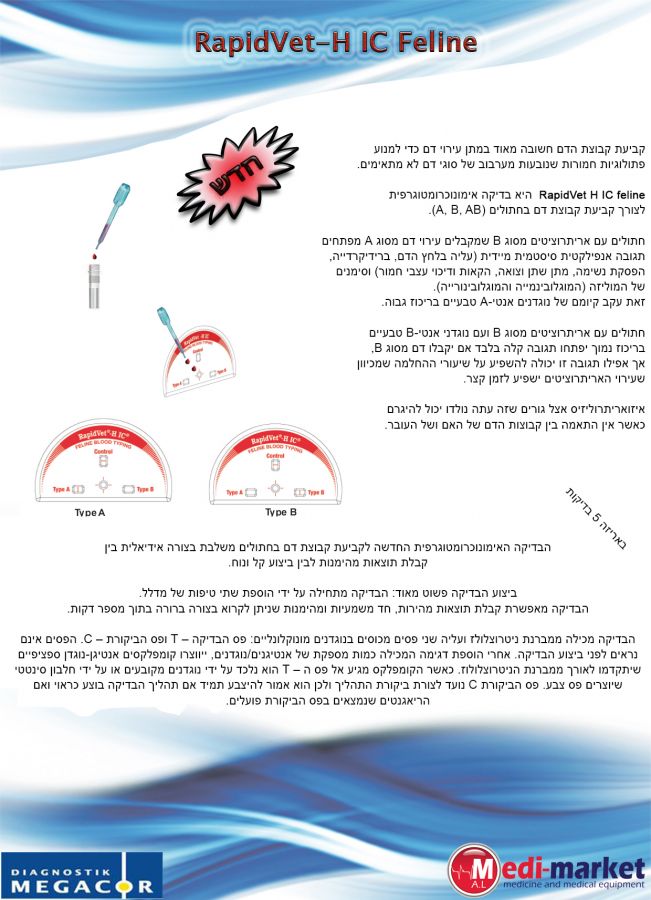 RapidVet-H IC Feline
חדש
קביעת קבוצת הדם חשובה מאוד במתן עירוי דם כדי למנוע
פתולוגיות חמורות שנובעות מערבוב של סוגי דם לא מתאימים.
RapidVet H IC feline היא בדיקה אימונוכרומטוגרפית
לצורך קביעת קבוצת דם בחתולים (A, B, AB).
חתולים עם אריתרוציטים מסוג B שמקבלים עירוי דם מסוג A מפתחים
תגובה אנפילקטית סיסטמית מיידית (עליה בלחץ הדם, ברידיקרדייה,
הפסקת נשימה, מתן שתן וצואה, הקאות ודיכוי עצבי חמור) וסימנים
של המוליזה (המוגלובינמייה והמוגלובינורייה).
זאת עקב קיומם של נוגדנים אנטי-A טבעיים בריכוז גבוה.
חתולים עם אריתרוציטים מסוג B ועם נוגדני אנטי-B טבעיים
בריכוז נמוך יפתחו תגובה קלה בלבד אם יקבלו דם מסוג B,
אך אפילו תגובה זו יכולה להשפיע על שיעורי ההחלמה שמכיוון
שעירוי האריתרוציטים ישפיע לזמן קצר.
איזואריתרוליזיס אצל גורים שזה עתה נולדו יכול להיגרם
כאשר אין התאמה בין קבוצות הדם של האם ושל העובר.
Control
Type A
RapidVet®-H IC®
FELINE BLOOD TYPING
Control
Type A Type B
Type A
RapidVet®-H IC®
FELINE BLOOD TYPING
Control
Type A Type B
Type B
באריזה 5 בדיקות
הבדיקה האימונוכרומטוגרפית החדשה לקביעת קבוצת דם בחתולים משלבת בצורה אידיאלית בין
קבלת תוצאות מהימנות לבין ביצוע קל ונוח.
ביצוע הבדיקה פשוט מאוד: הבדיקה מתחילה על ידי הוספת שתי טיפות של מדלל.
הבדיקה מאפשרת קבלת תוצאות מהירות, חד משמעיות ומהימנות שניתן לקרוא בצורה ברורה בתוך מספר דקות.
הבדיקה מכילה ממברנת ניטרוצלולז ועליה שני פסים מכוסים בנוגדנים מונוקלונליים: פס הבדיקה – T ופס הביקורת – C. הפסים אינם
נראים לפני ביצוע הבדיקה. אחרי הוספת דגימה המכילה כמות מספקת של אנטיגנים/נוגדנים, ייווצרו קומפלקסים אנטיגן-נוגדן ספציפיים
שיתקדמו לאורך ממברנת הניטרוצלולוז. כאשר הקומפלקס מגיע אל פס ה – T הוא נלכד על ידי נוגדנים מקובעים או על ידי חלבון סינטטי
שיוצרים פס צבע. פס הביקורת C נועד לצורת ביקורת התהליך ולכן הוא אמור להיצבע תמיד אם תהליך הבדיקה בוצע כראוי ואם
הריאגנטים שנמצאים בפס הביקורת פועלים.
DIAGNOSTIK
MEGACOR
Medi-market
A.L
medicine and medical equipment